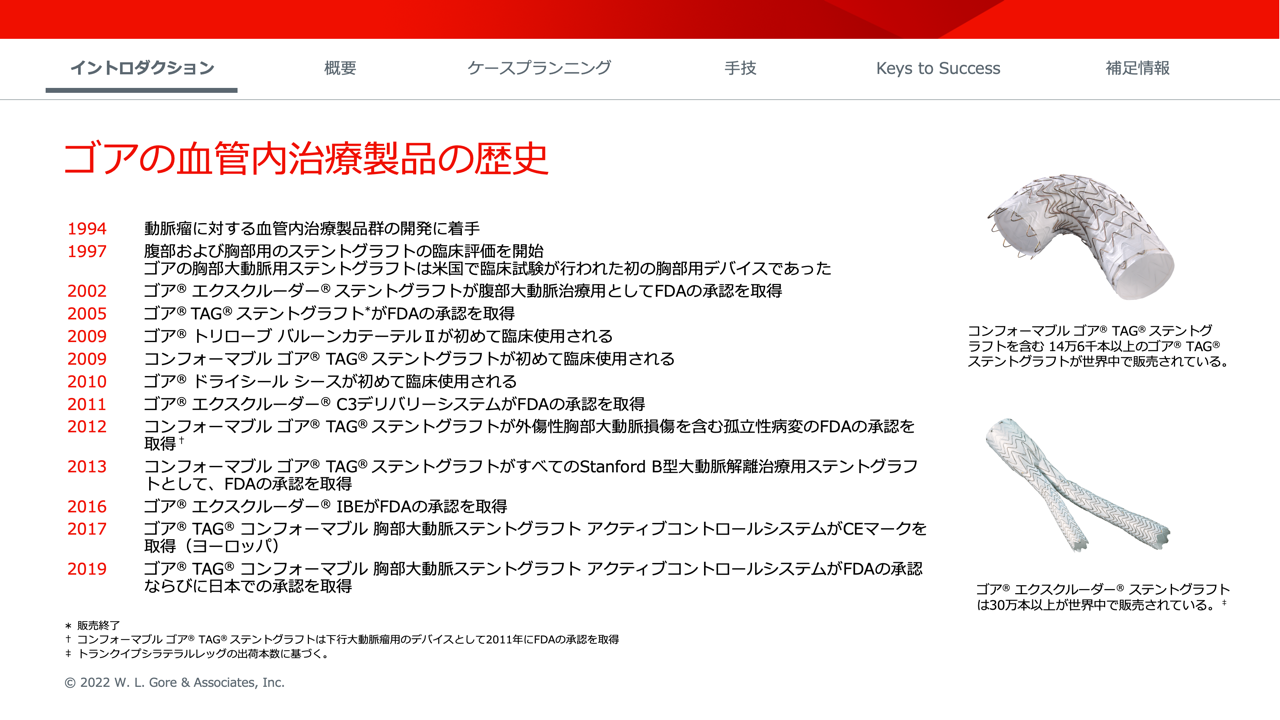 イントロダクション
概要
ケースプランニング
手技
Keys to Success
補足情報
ゴアの血管内治療製品の歴史
1994 動脈瘤に対する血管内治療製品群の開発に着手
1997 腹部および胸部用のステントグラフトの臨床評価を開始
ゴアの胸部大動脈用ステントグラフトは米国で臨床試験が行われた初の胸部用デバイスであった
2002 ゴア® エクスクルーダー® ステントグラフトが腹部大動脈治療用としてFDAの承認を取得
2005 ゴア® TAG® ステントグラフト*がFDAの承認を取得
2009 ゴア® トリローブ バルーンカテーテルⅡが初めて臨床使用される
2009 コンフォーマブル ゴア® TAG® ステントグラフトが初めて臨床使用される
2010 ゴア® ドライシール シースが初めて臨床使用される
2011 ゴア® エクスクルーダー® C3デリバリーシステムがFDAの承認を取得
2012 コンフォーマブル ゴア® TAG® ステントグラフトが外傷性胸部大動脈損傷を含む孤立性病変のFDAの承認を
取得†
2013 コンフォーマブル ゴア® TAG® ステントグラフトがすべてのStanford B型大動脈解離治療用ステントグラフ
トとして、FDAの承認を取得
2016 ゴア® エクスクルーダー® IBEがFDAの承認を取得
2017 ゴア® TAG® コンフォーマブル 胸部大動脈ステントグラフト アクティブコントロールシステムがCEマークを
取得（ヨーロッパ）
2019 ゴア® TAG® コンフォーマブル 胸部大動脈ステントグラフト アクティブコントロールシステムがFDAの承認
ならびに日本での承認を取得
コンフォーマブル ゴア® TAG® ステントグ
ラフトを含む 14万6千本以上のゴア® TAG®
ステントグラフトが世界中で販売されている。
ゴア® エクスクルーダー® ステントグラフト
は30万本以上が世界中で販売されている。‡
* 販売終了
† コンフォーマブル ゴア® TAG® ステントグラフトは下行大動脈瘤用のデバイスとして2011年にFDAの承認を取得
‡ トランクイプシラテラルレッグの出荷本数に基づく。
© 2022 W. L. Gore & Associates, Inc.